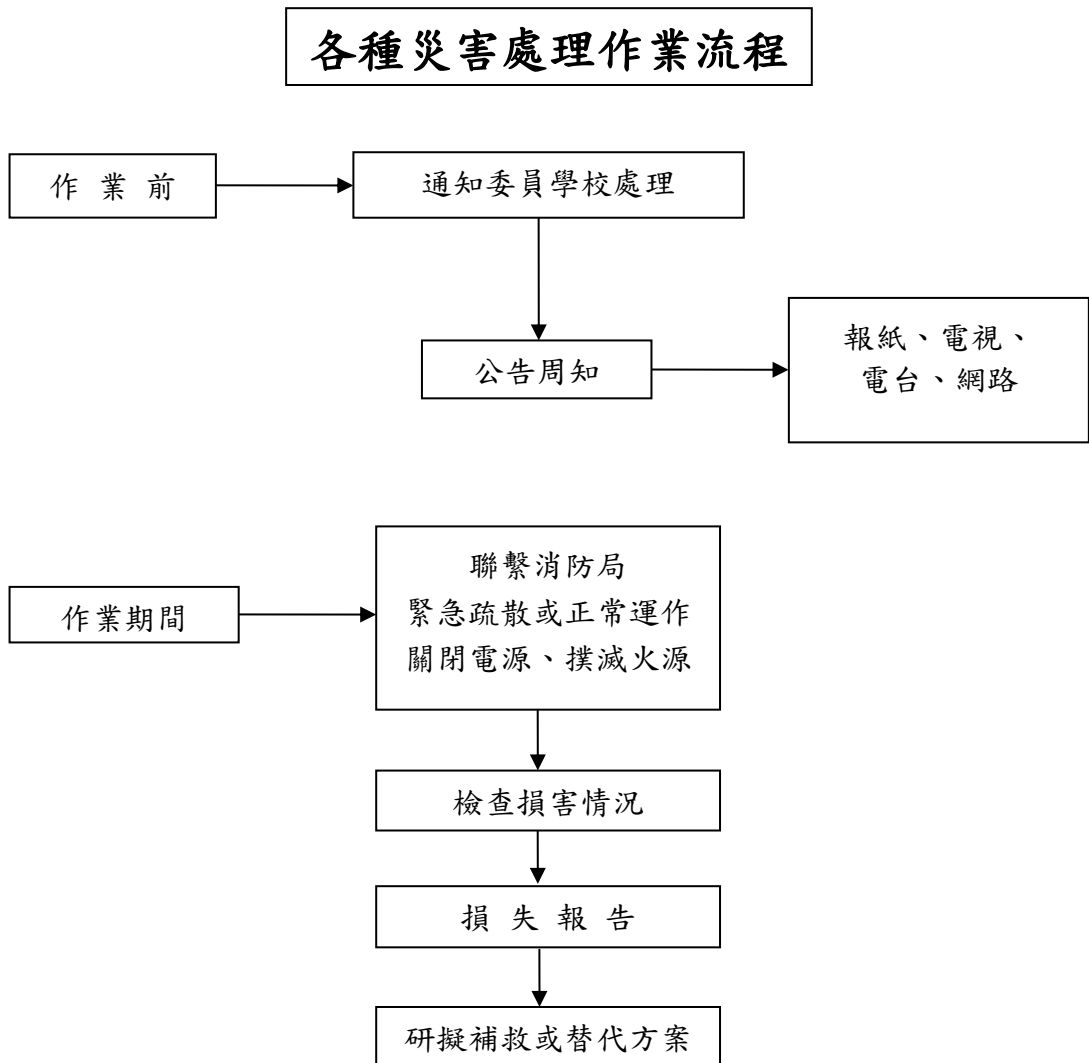 各種災害處理作業流程
作 業 前
通知委員學校處理
公告周知
報紙、電視、
電台、網路
作業期間
聯繫消防局
緊急疏散或正常運作
關閉電源、撲滅火源
檢查損害情況
損 失 報 告
研擬補救或替代方案